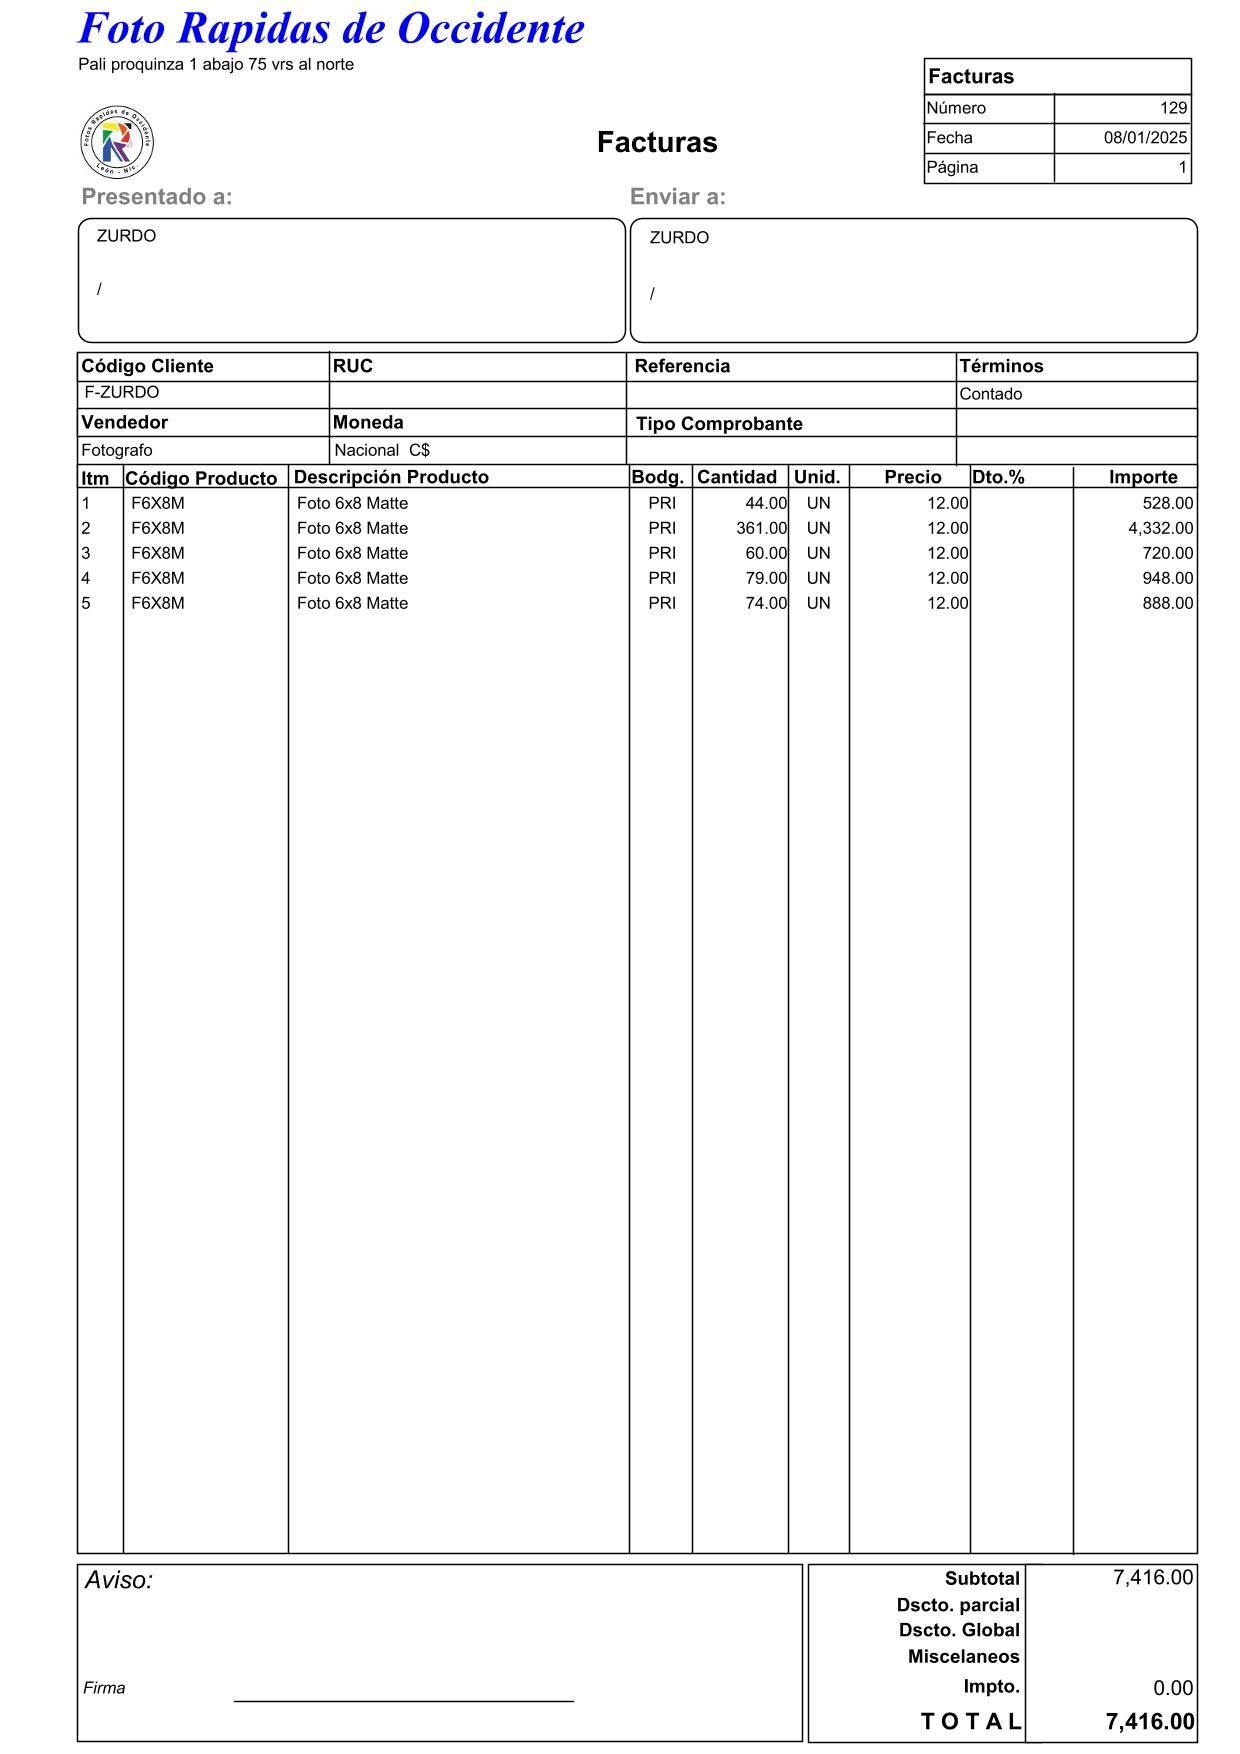 Foto Rapidas de Occidente
Pali proquinza 1 abajo 75 vrs al norte
Facturas
Número 129
Fecha 08/01/2025
Página 1
Fotos Rapidas de Occidente
León - Nic.
Facturas
Presentado a: Enviar a:
ZURDO ZURDO
/ /
Código Cliente RUC Referencia Términos
F-ZURDO Contado
Vendedor Moneda Tipo Comprobante
Fotografo Nacional C$
Itm Código Producto Descripción Producto Bodg. Cantidad Unid. Precio Dto.% Importe
1 F6X8M Foto 6x8 Matte PRI 44.00 UN 12.00 528.00
2 F6X8M Foto 6x8 Matte PRI 361.00 UN 12.00 4,332.00
3 F6X8M Foto 6x8 Matte PRI 60.00 UN 12.00 720.00
4 F6X8M Foto 6x8 Matte PRI 79.00 UN 12.00 948.00
5 F6X8M Foto 6x8 Matte PRI 74.00 UN 12.00 888.00
Aviso:
Firma
Subtotal 7,416.00
Dscto. parcial
Dscto. Global
Miscelaneos
Impto. 0.00
T O T A L 7,416.00